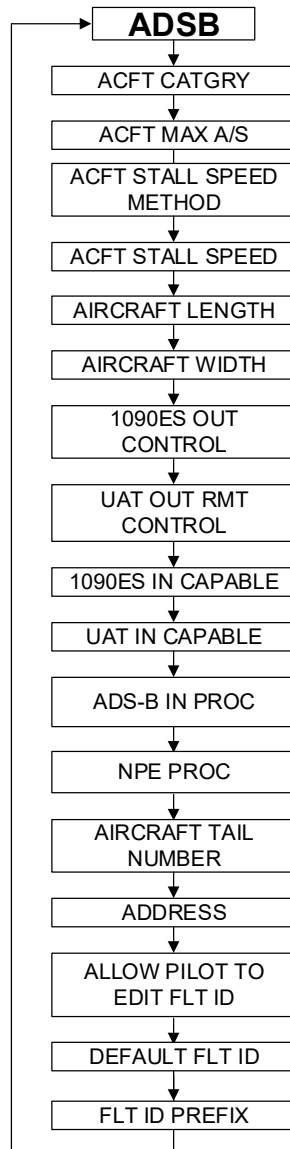 ADSB
ACFT CATGRY
ACFT MAX A/S
ACFT STALL SPEED
METHOD
ACFT STALL SPEED
AIRCRAFT LENGTH
AIRCRAFT WIDTH
1090ES OUT
CONTROL
UAT OUT RMT
CONTROL
1090ES IN CAPABLE
UAT IN CAPABLE
ADS-B IN PROC
NPE PROC
AIRCRAFT TAIL
NUMBER
ADDRESS
ALLOW PILOT TO
EDIT FLT ID
DEFAULT FLT ID
FLT ID PREFIX